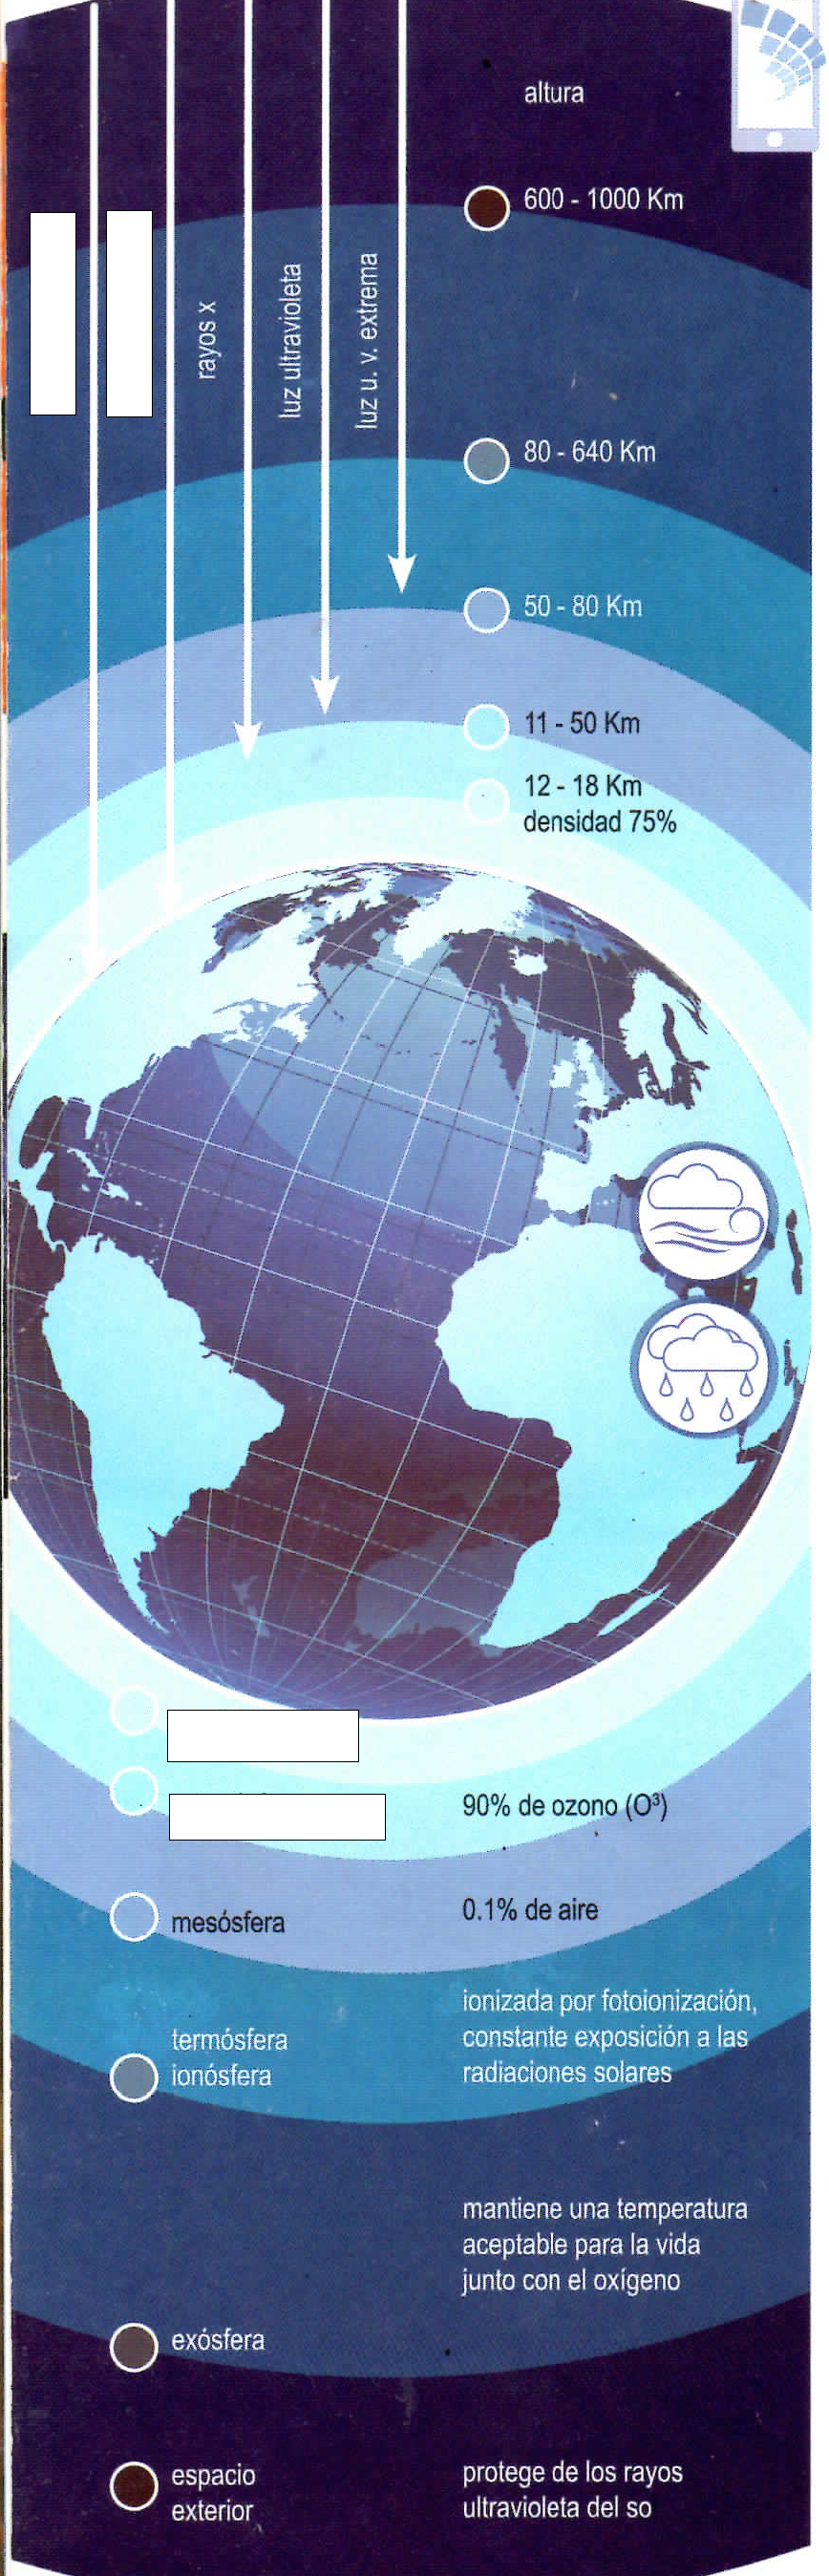 altura
600 - 1000 Km
rayos x
luz ultravioleta
luz u. v. extrema
80 - 640 Km
50 - 80 Km
11 - 50 Km
12 - 18 Km
densidad 75%
90% de ozono (O³)
mesósfera
0.1% de aire
termósfera
ionósfera
ionizada por fotoionización,
constante exposición a las
radiaciones solares
mantiene una temperatura
aceptable para la vida
junto con el oxígeno
exósfera
espacio
exterior
protege de los rayos
ultravioleta del so